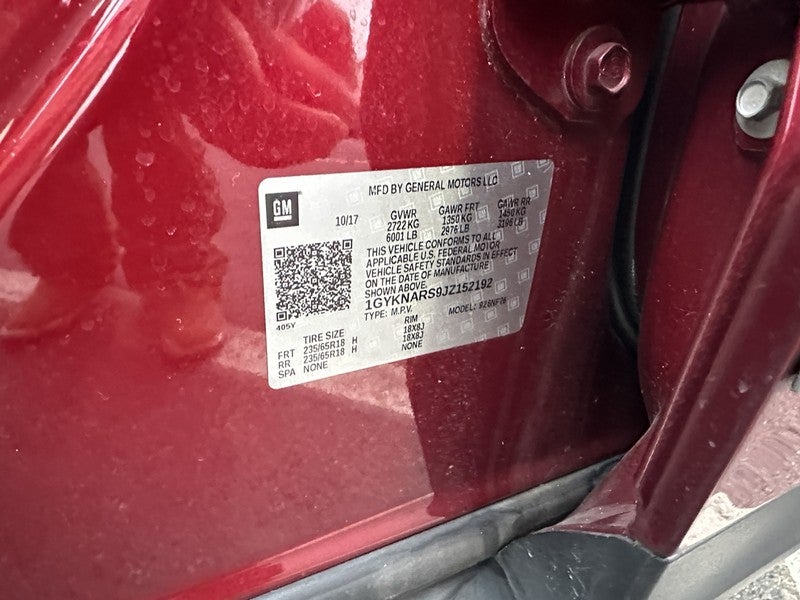 GM
MFD BY GENERAL MOTORS LLC
10/17
GVWR GAWR FRT GAWR RR
2722 KG 1350 KG 1450 KG
6001 LB 2976 LB 3196 LB
THIS VEHICLE CONFORMS TO ALL
APPLICABLE U.S. FEDERAL MOTOR
VEHICLE SAFETY STANDARDS IN EFFECT
ON THE DATE OF MANUFACTURE
SHOWN ABOVE.
1GYKNARS9JZ152192
TYPE: M.P.V. MODEL:
405Y
TIRE SIZE RIM
FRT 235/65R18 H 18X8J
RR 235/65R18 H 18X8J
SPA NONE NONE